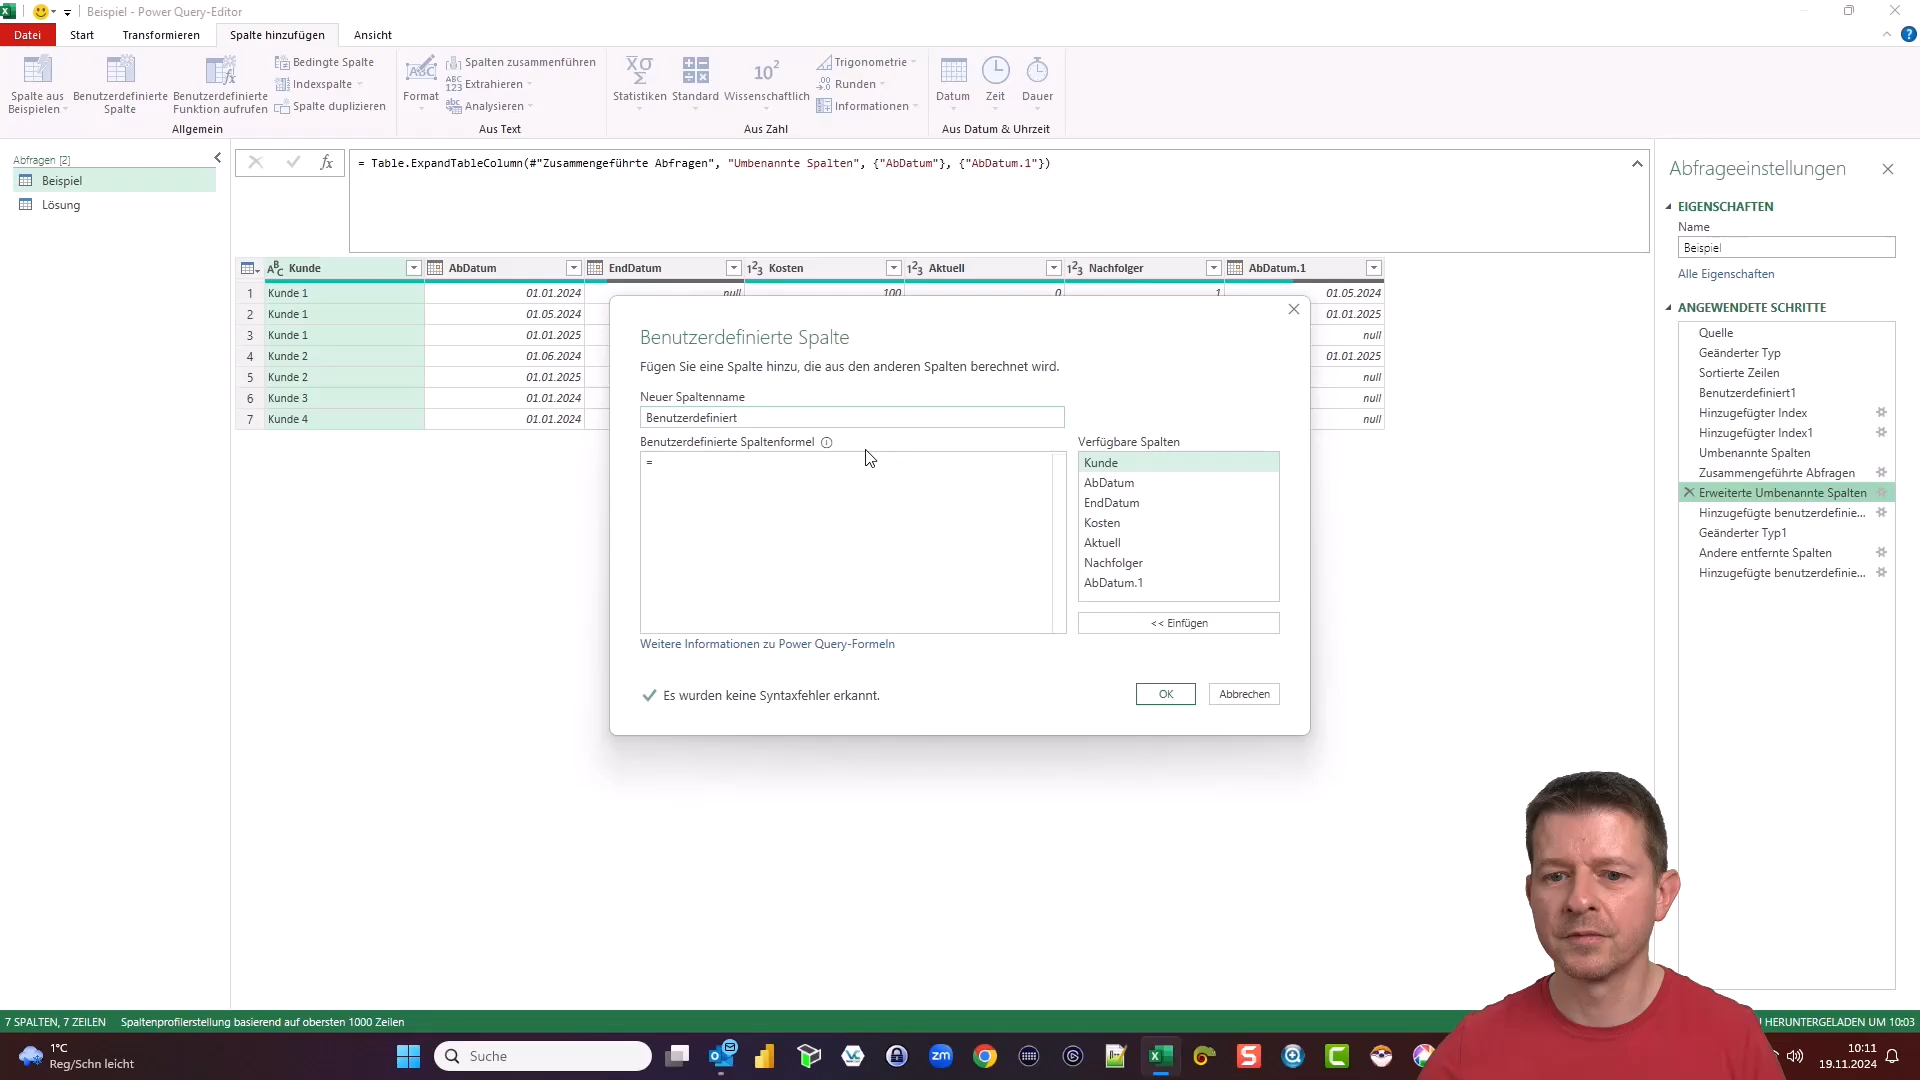 Beispiel - Power Query-Editor
Datei Start Transformieren Spalte hinzufügen Ansicht
Spalte aus Beispielen
Benutzerdefinierte Spalte
Benutzerdefinierte Funktion aufrufen
Bedingte Spalte
Indexspalte
Spalte duplizieren
Allgemein
Format
Spalten zusammenführen
Extrahieren
Analysieren
Aus Text
Statistiken
Standard
Wissenschaftlich
Trigonometrie
Runden
Informationen
Aus Zahl
Datum
Zeit
Dauer
Aus Datum & Uhrzeit
Abfragen [2]
Beispiel
Lösung
= Table.ExpandTableColumn(#"Zusammengeführte Abfragen", "Umbenannte Spalten", {"AbDatum"}, {"AbDatum.1"})
Kunde AbDatum EndDatum Kosten Aktuell Nachfolger AbDatum.1
1 Kunde 1 01.01.2024 null 100 0 1 01.05.2024
2 Kunde 1 01.05.2024 01.01.2025
3 Kunde 1 01.01.2025 null
4 Kunde 2 01.06.2024 01.01.2025
5 Kunde 2 01.01.2025 null
6 Kunde 3 01.01.2024 null
7 Kunde 4 01.01.2024 null
Benutzerdefinierte Spalte
Fügen Sie eine Spalte hinzu, die aus den anderen Spalten berechnet wird.
Neuer Spaltenname
Benutzerdefiniert
Benutzerdefinierte Spaltenformel
=
Verfügbare Spalten
Kunde
AbDatum
EndDatum
Kosten
Aktuell
Nachfolger
AbDatum.1
<< Einfügen
Weitere Informationen zu Power Query-Formeln
Es wurden keine Syntaxfehler erkannt.
OK
Abbrechen
Abfrageeinstellungen
EIGENSCHAFTEN
Name
Beispiel
Alle Eigenschaften
ANGEWENDETE SCHRITTE
Quelle
Geänderter Typ
Sortierte Zeilen
Benutzerdefiniert1
Hinzugefügter Index
Hinzugefügter Index1
Umbenannte Spalten
Zusammengeführte Abfragen
Erweiterte Umbenannte Spalten
Hinzugefügte benutzerdefinie...
Geänderter Typ1
Andere entfernte Spalten
Hinzugefügte benutzerdefinie...
7 SPALTEN, 7 ZEILEN Spaltenprofilerstellung basierend auf obersten 1000 Zeilen
HERUNTERGELADEN UM 10:03
1°C
Reg/Schn leicht
Suche
10:11
19.11.2024